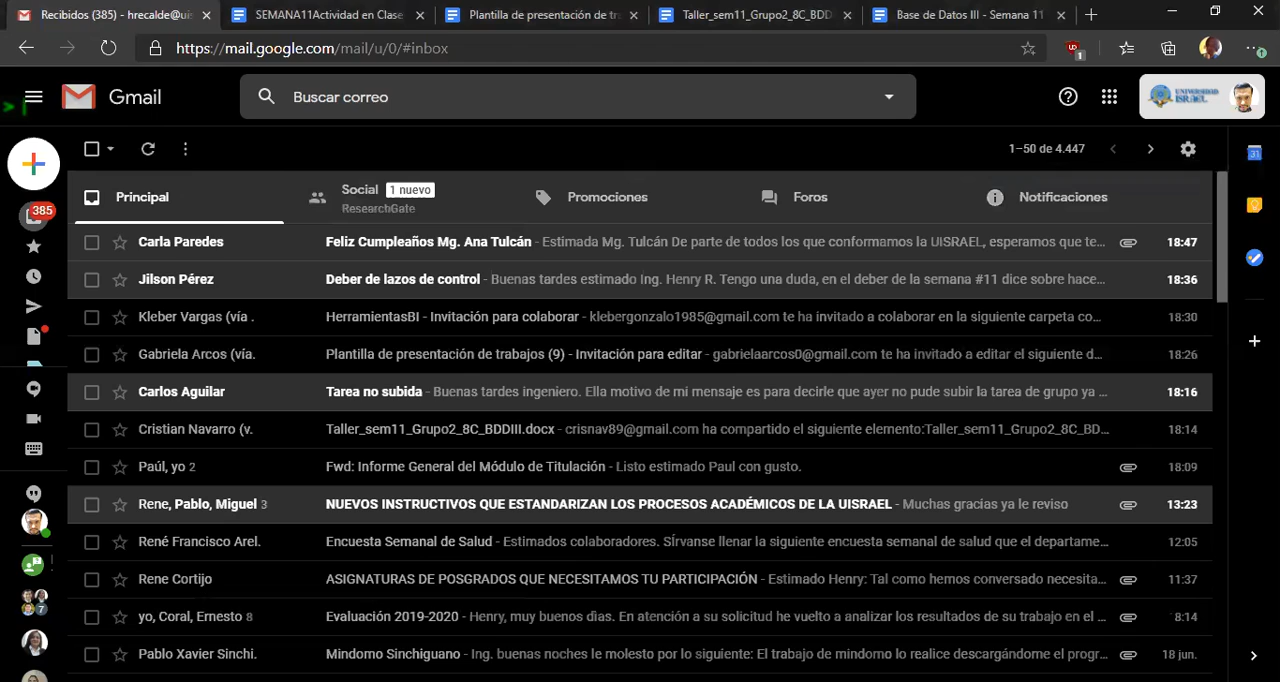 Recibidos (385) - hrecalde@ui
SEMANA11Actividad en Clase
Plantilla de presentación de tr
Taller_sem11_Grupo2_8C_BDD
Base de Datos III - Semana 11
https://mail.google.com/mail/u/0/#inbox
1
Gmail
Buscar correo
UNIVERSIDAD
ISRAEL
1–50 de 4.447
31
Principal
Social
1 nuevo
ResearchGate
Promociones
Foros
Notificaciones
385
Carla Paredes Feliz Cumpleaños Mg. Ana Tulcán - Estimada Mg. Tulcán De parte de todos los que conformamos la UISRAEL, esperamos que te… 18:47
Jilson Pérez Deber de lazos de control - Buenas tardes estimado Ing. Henry R. Tengo una duda, en el deber de la semana #11 dice sobre hace… 18:36
Kleber Vargas (vía . HerramientasBI - Invitación para colaborar - klebergonzalo1985@gmail.com te ha invitado a colaborar en la siguiente carpeta co… 18:30
Gabriela Arcos (vía. Plantilla de presentación de trabajos (9) - Invitación para editar - gabrielaarcos0@gmail.com te ha invitado a editar el siguiente d… 18:26
Carlos Aguilar Tarea no subida - Buenas tardes ingeniero. Ella motivo de mi mensaje es para decirle que ayer no pude subir la tarea de grupo ya … 18:16
Cristian Navarro (v. Taller_sem11_Grupo2_8C_BDDIII.docx - crisnav89@gmail.com ha compartido el siguiente elemento:Taller_sem11_Grupo2_8C_BD… 18:14
Paúl, yo 2 Fwd: Informe General del Módulo de Titulación - Listo estimado Paul con gusto. 18:09
Rene, Pablo, Miguel 3 NUEVOS INSTRUCTIVOS QUE ESTANDARIZAN LOS PROCESOS ACADÉMICOS DE LA UISRAEL - Muchas gracias ya le reviso 13:23
René Francisco Arel. Encuesta Semanal de Salud - Estimados colaboradores. SÍrvanse llenar la siguiente encuesta semanal de salud que el departame… 12:05
Rene Cortijo ASIGNATURAS DE POSGRADOS QUE NECESITAMOS TU PARTICIPACIÓN - Estimado Henry: Tal como hemos conversado necesita… 11:37
yo, Coral, Ernesto 8 Evaluación 2019-2020 - Henry, muy buenos dias. En atención a su solicitud he vuelto a analizar los resultados de su trabajo en el … 8:14
Pablo Xavier Sinchi. Mindomo Sinchiguano - Ing. buenas noches le molesto por lo siguiente: El trabajo de mindomo lo realice descargándome el progr… 18 jun.
7